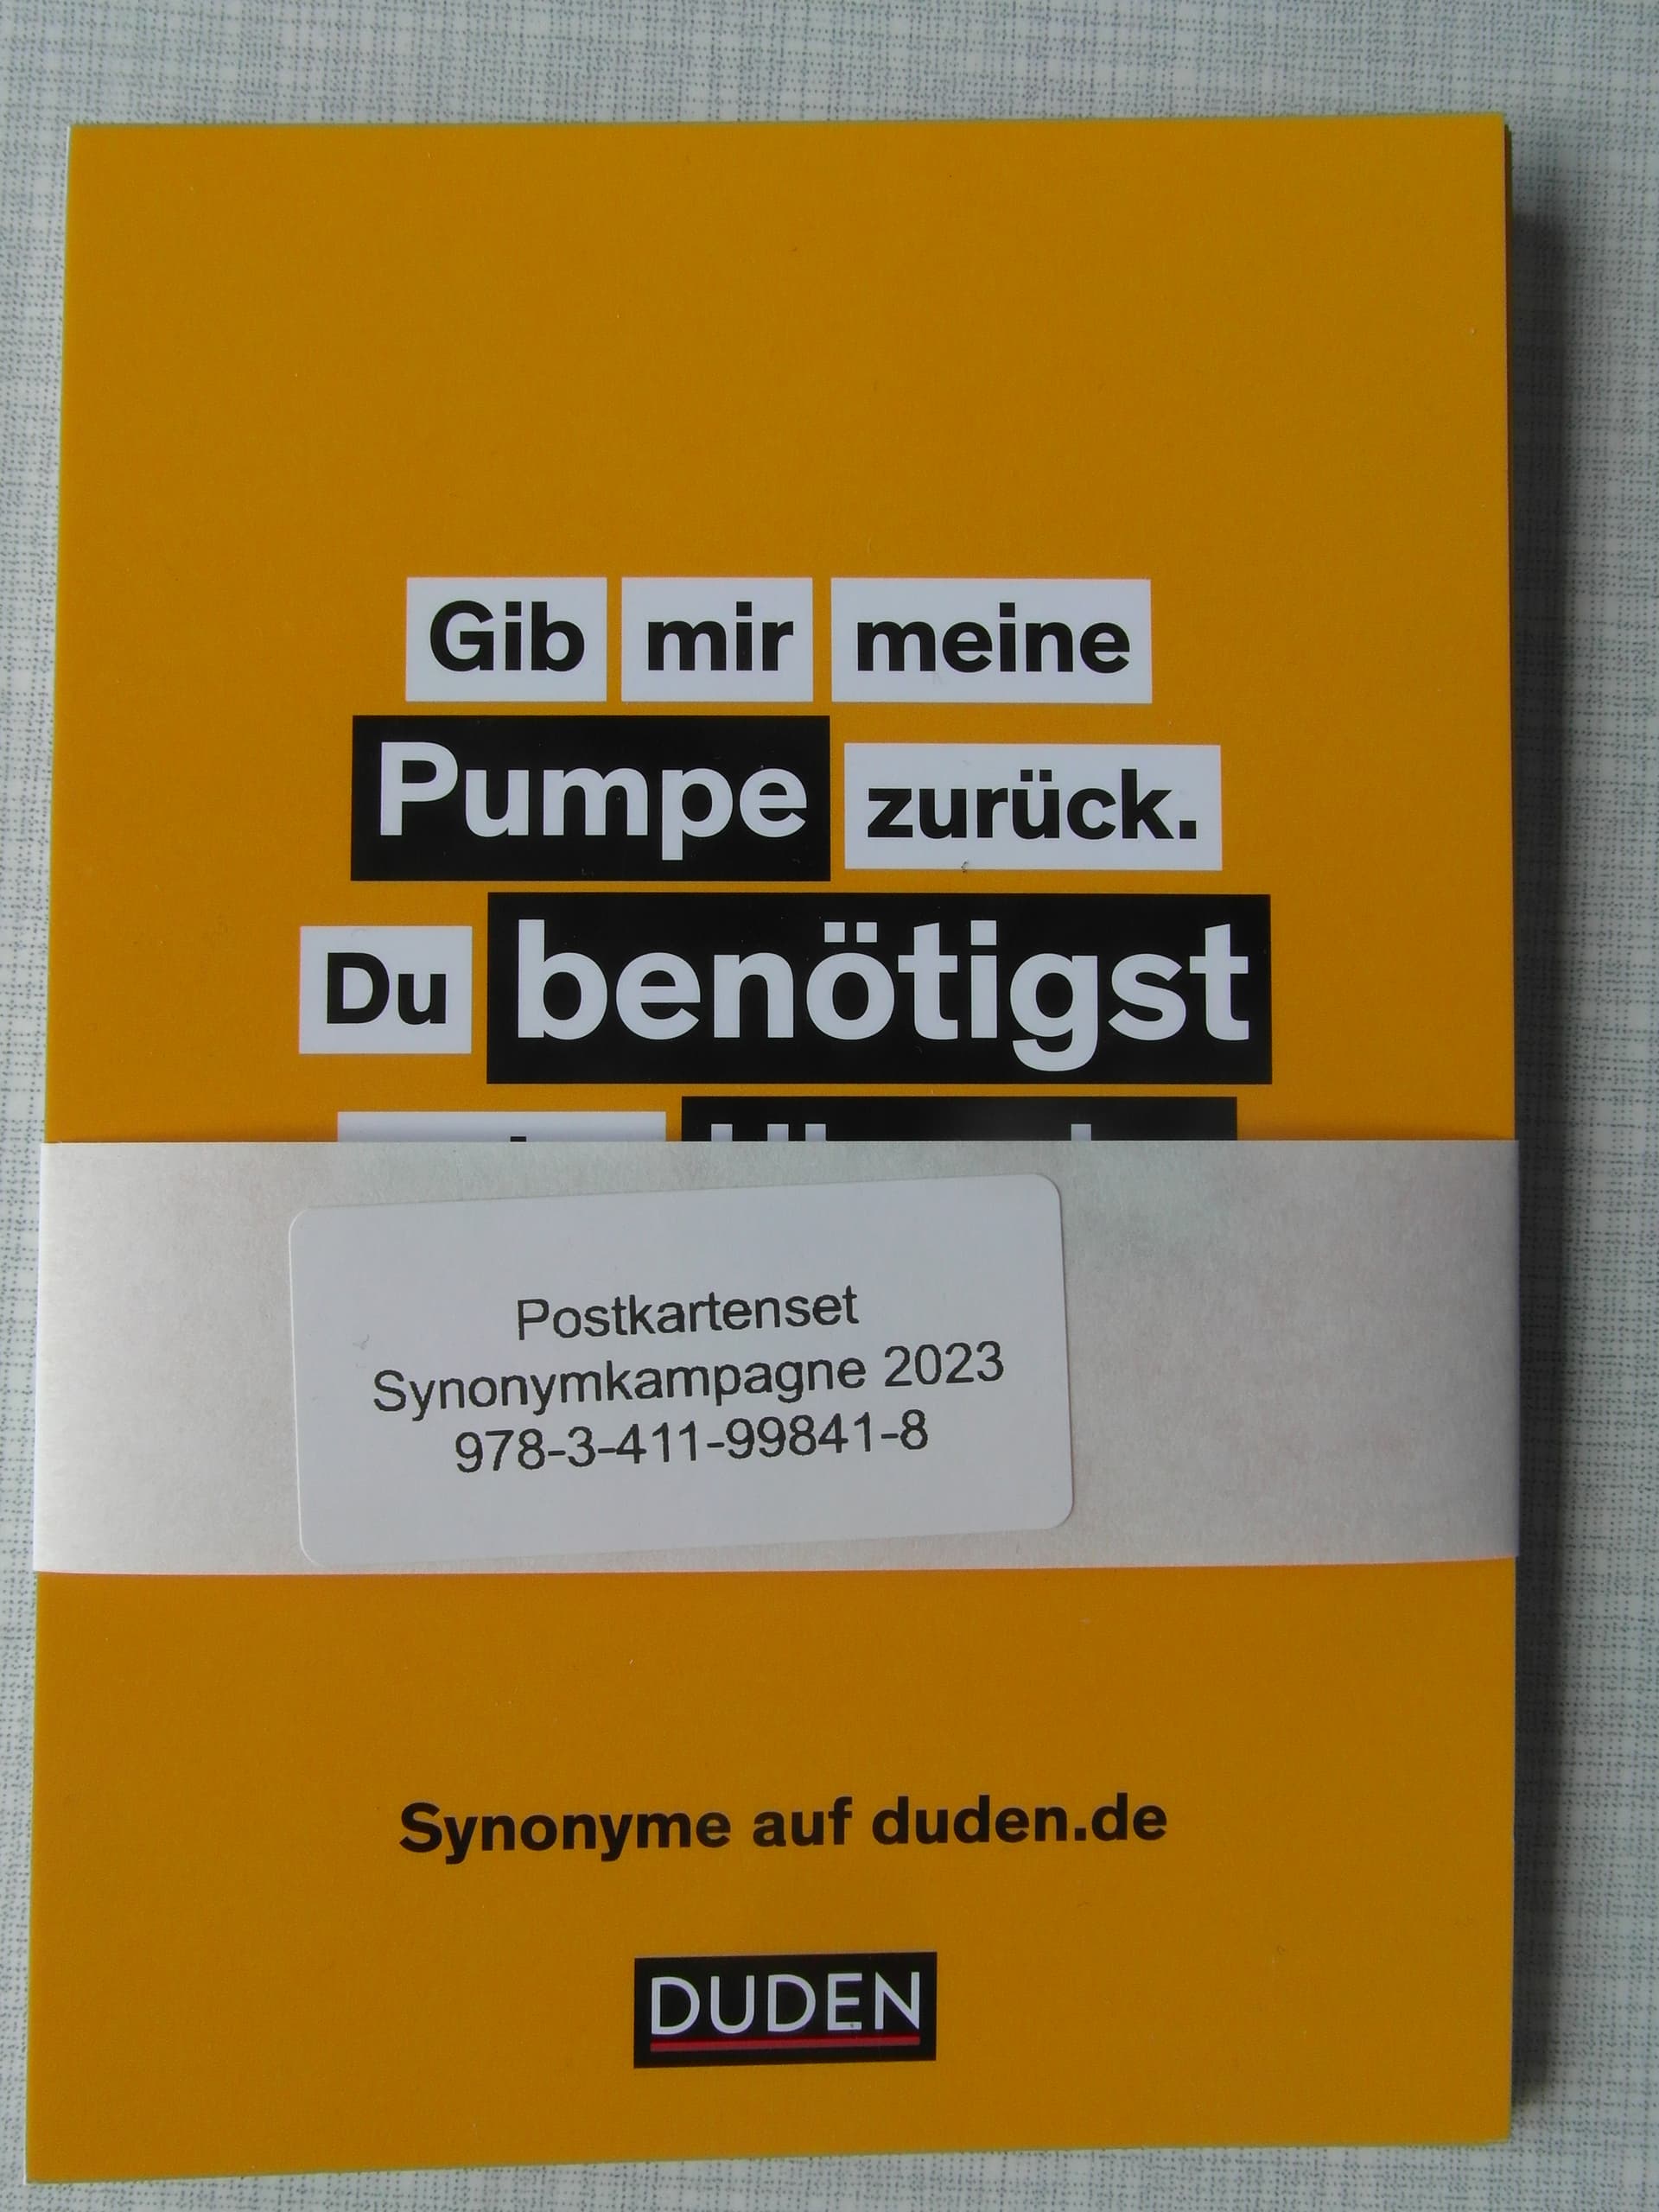 Gib mir meine
Pumpe zurück.
Du benötigst
Postkartenset
Synonymkampagne 2023
978-3-411-99841-8
Synonyme auf duden.de
DUDEN